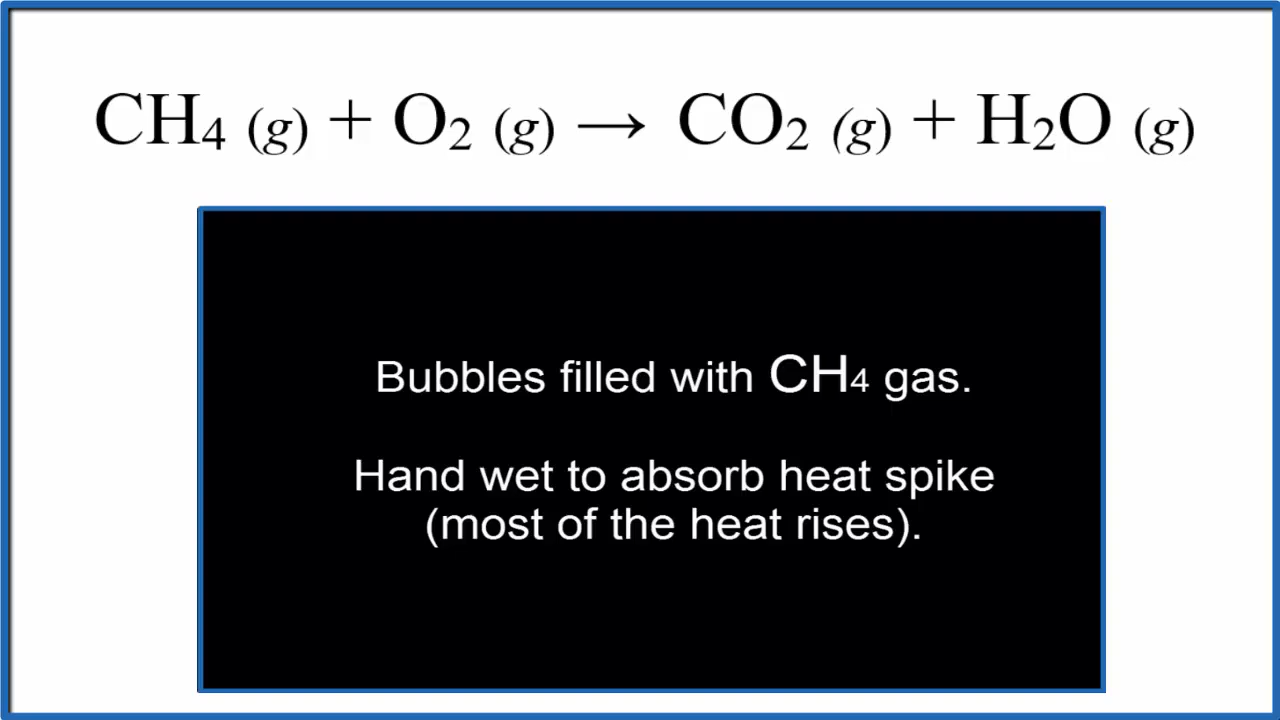 CH4 (g) + O2 (g) → CO2 (g) + H2O (g)
Bubbles filled with CH4 gas.
Hand wet to absorb heat spike
(most of the heat rises).